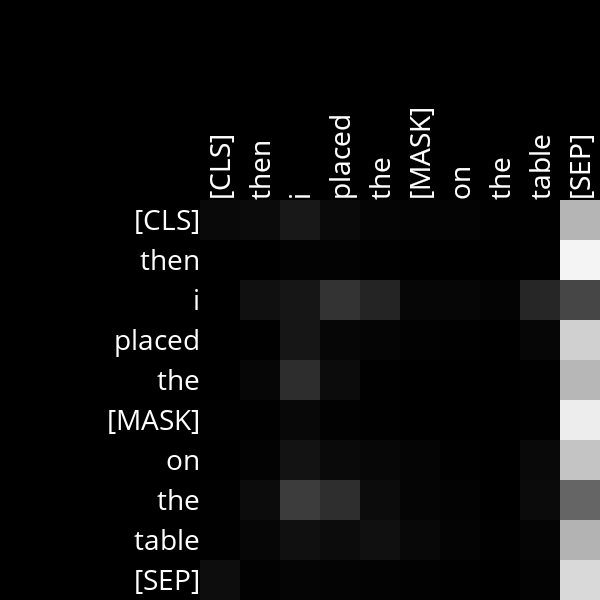 [CLS] then i placed the [MASK] on the table [SEP]
[CLS]
then
i
placed
the
[MASK]
on
the
table
[SEP]